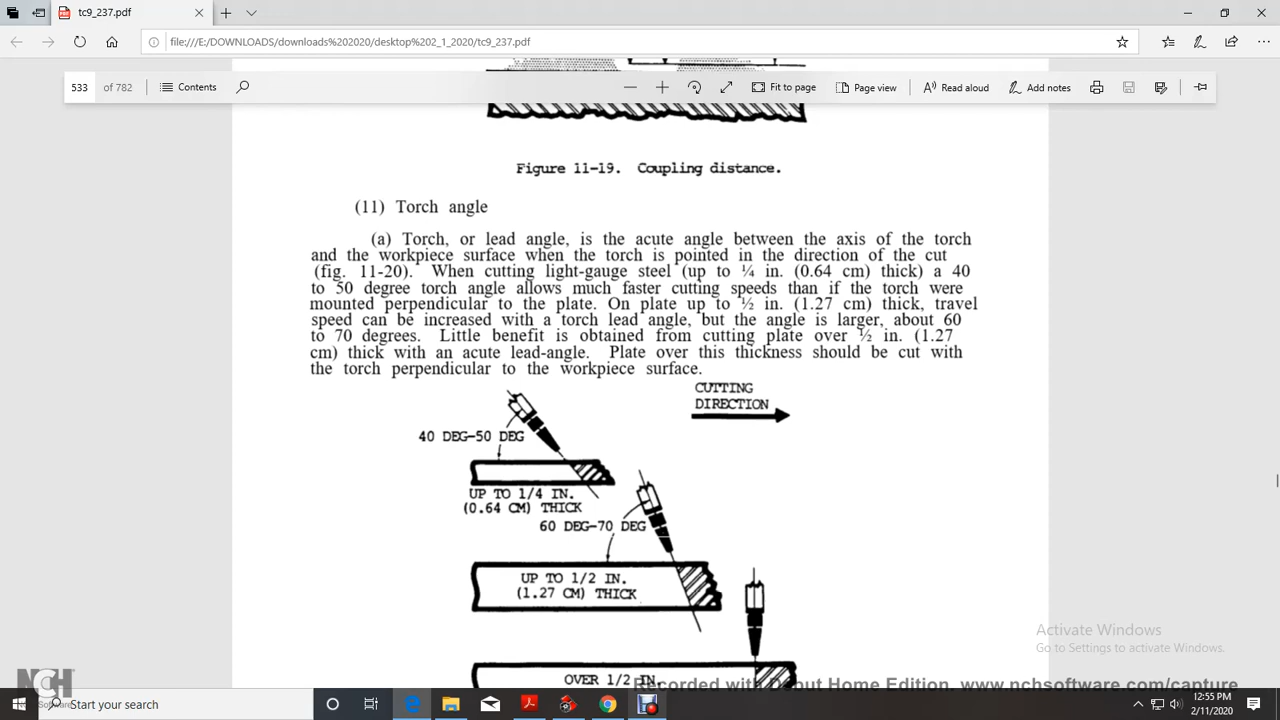 tc9_237.pdf
file:///E:/DOWNLOADS/downloads%202020/desktop%202_1_2020/tc9_237.pdf
533 of 782 Contents Fit to page Page view Read aloud Add notes
Figure 11-19. Coupling distance.
(11) Torch angle
(a) Torch, or lead angle, is the acute angle between the axis of the torch
and the workpiece surface when the torch is pointed in the direction of the cut
(fig. 11-20). When cutting light-gauge steel (up to ¼ in. (0.64 cm) thick) a 40
to 50 degree torch angle allows much faster cutting speeds than if the torch were
mounted perpendicular to the plate. On plate up to ½ in. (1.27 cm) thick, travel
speed can be increased with a torch lead angle, but the angle is larger, about 60
to 70 degrees. Little benefit is obtained from cutting plate over ½ in. (1.27
cm) thick with an acute lead-angle. Plate over this thickness should be cut with
the torch perpendicular to the workpiece surface.
CUTTING
DIRECTION
40 DEG-50 DEG
UP TO 1/4 IN.
(0.64 CM) THICK
60 DEG-70 DEG
UP TO 1/2 IN.
(1.27 CM) THICK
OVER 1/2 IN.
Activate Windows
Go to Settings to activate Windows.
NCH
Software
Recorded with Debut Home Edition. www.nchsoftware.com/capture
Start your search
12:55 PM
2/11/2020